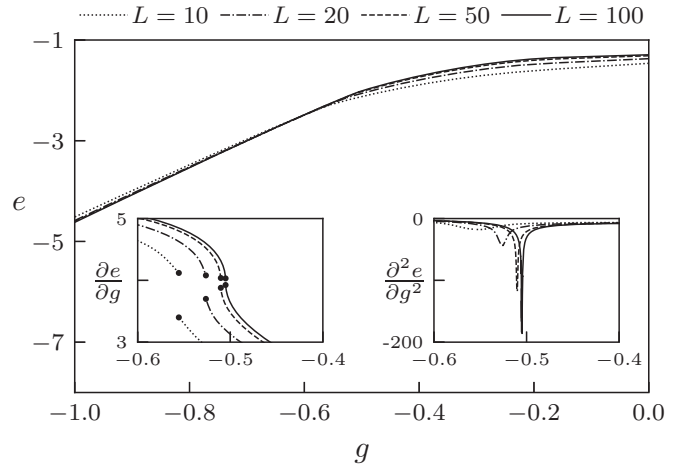 L = 10 L = 20 L = 50 L = 100
−1
−3
−5
−7
e
−1.0 −0.8 −0.6 −0.4 −0.2 0.0
g
5
3
∂e
∂g
−0.6 −0.5 −0.4
0
-200
∂²e
∂g²
−0.6 −0.5 −0.4